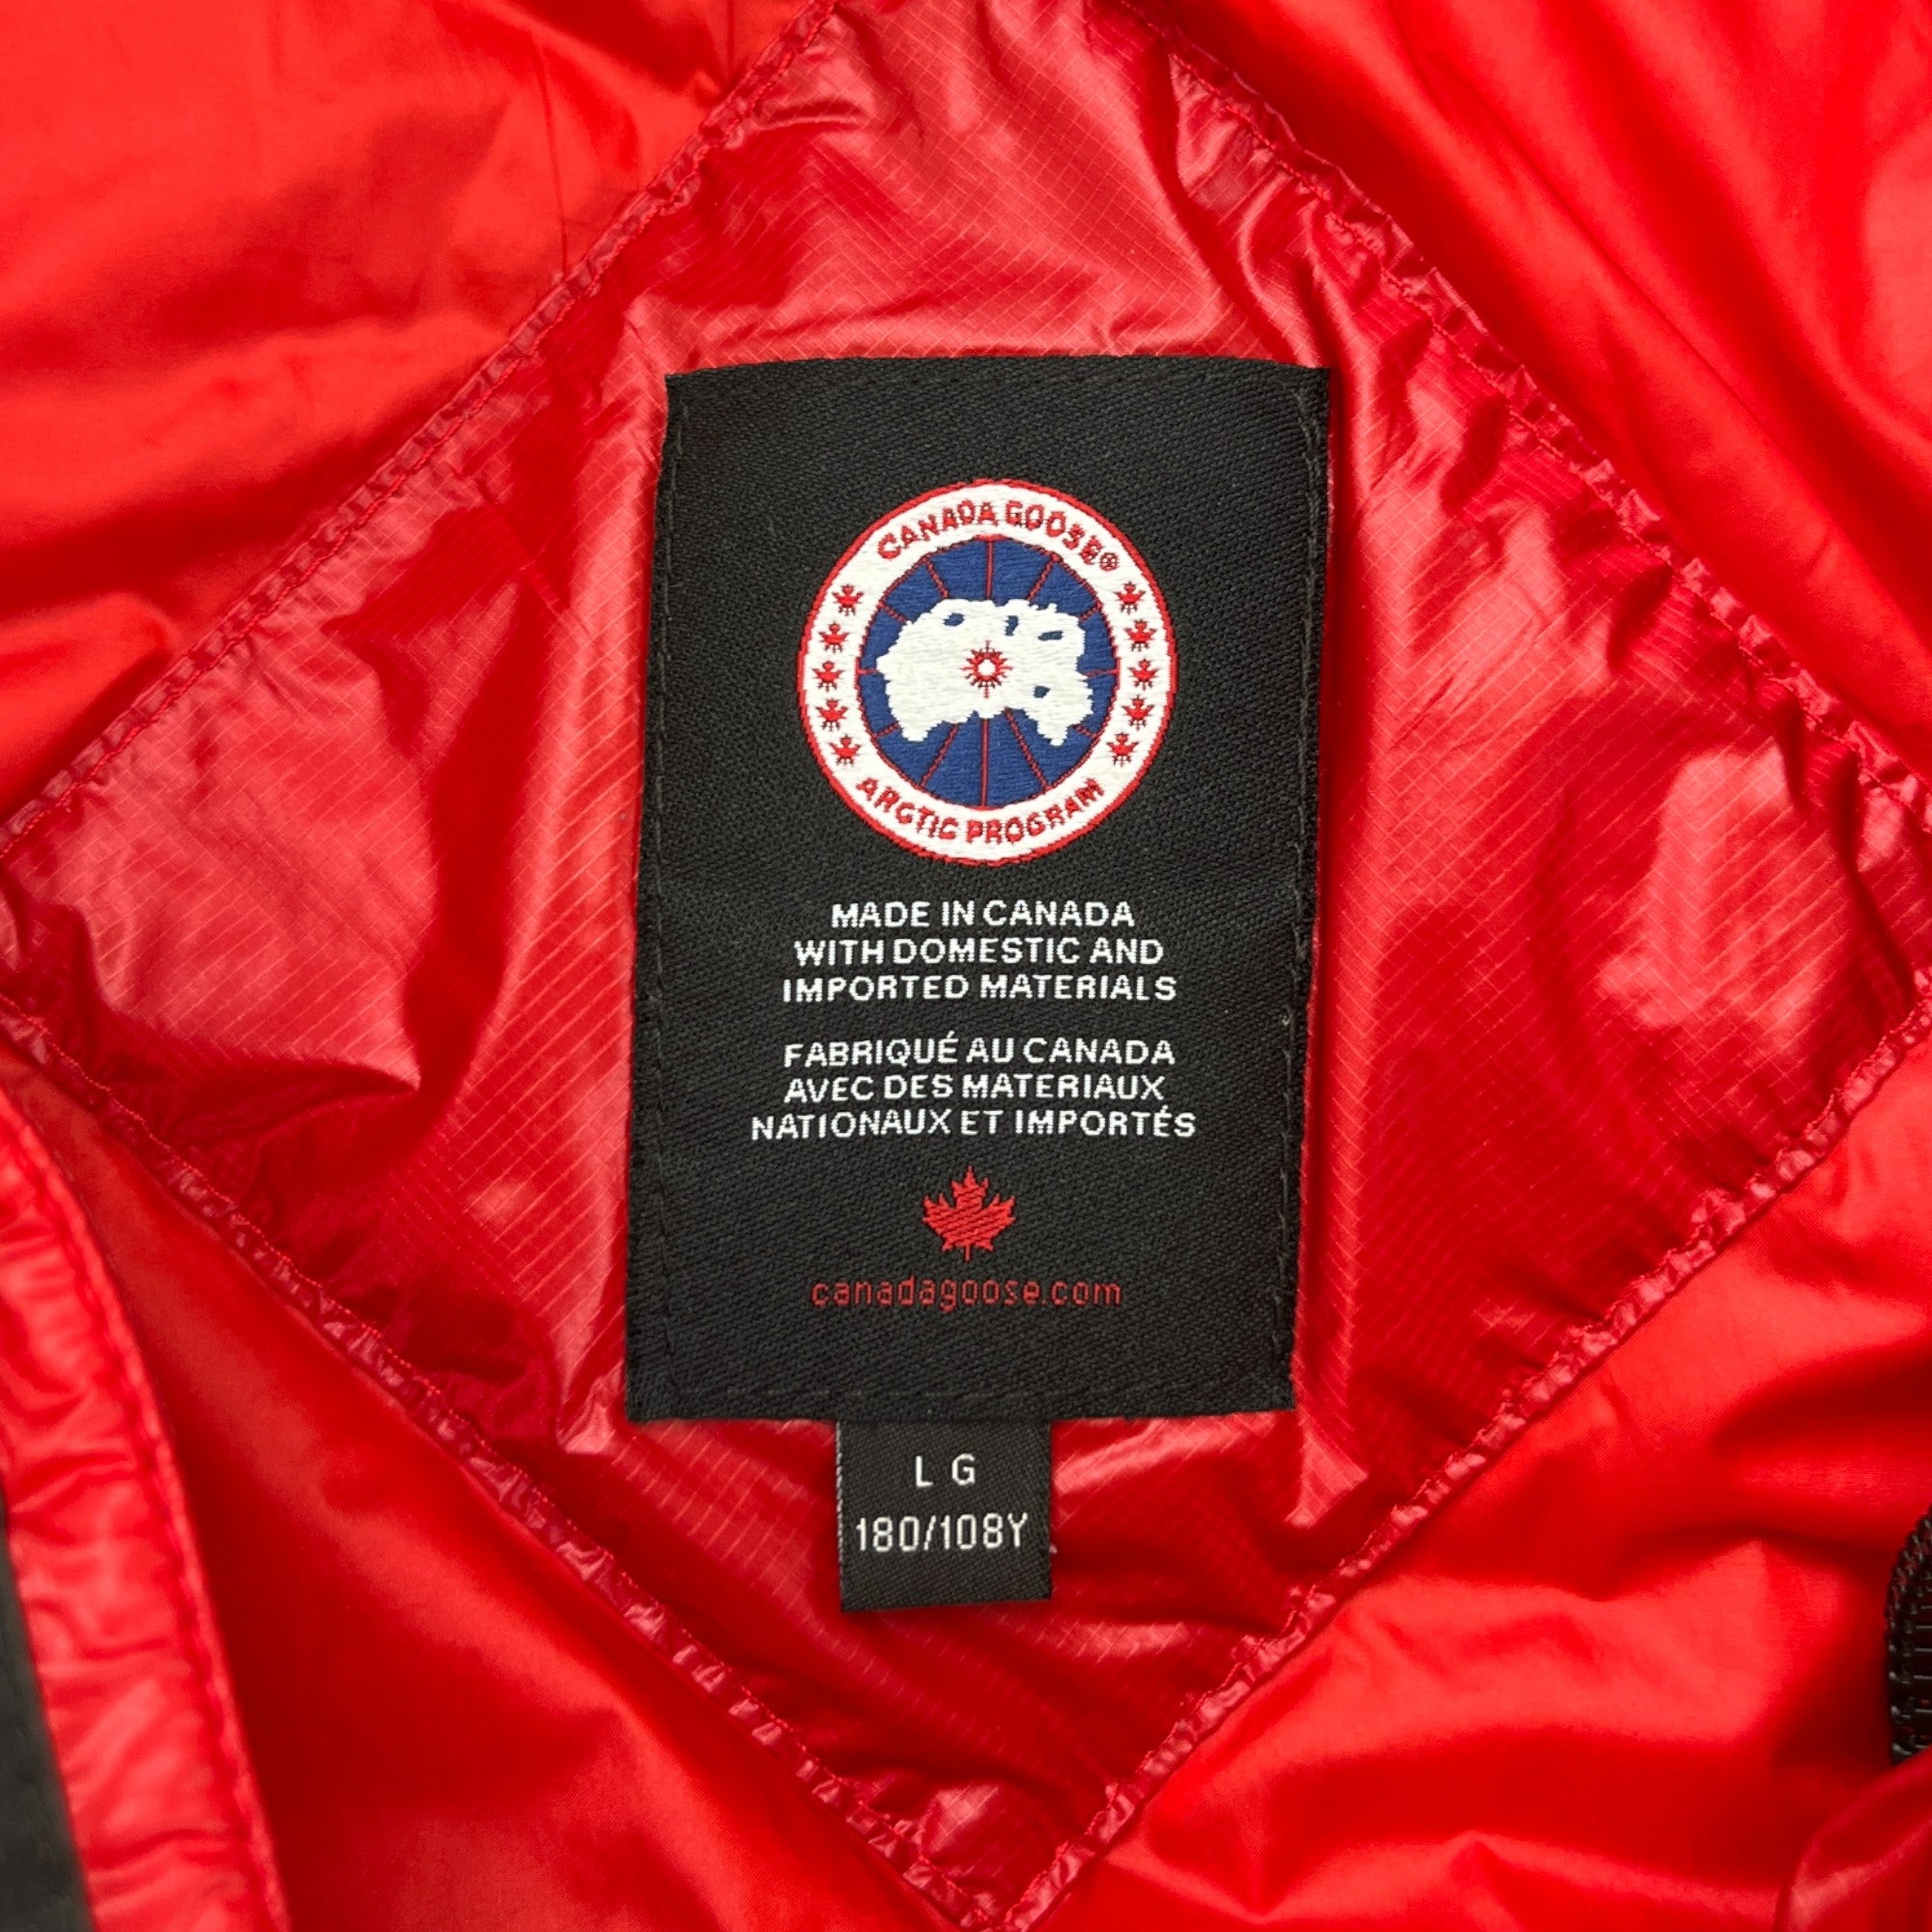 CANADA GOOSE®
ARCTIC PROGRAM
MADE IN CANADA
WITH DOMESTIC AND
IMPORTED MATERIALS
FABRIQUÉ AU CANADA
AVEC DES MATERIAUX
NATIONAUX ET IMPORTÉS
canadagoose.com
LG
180/108Y